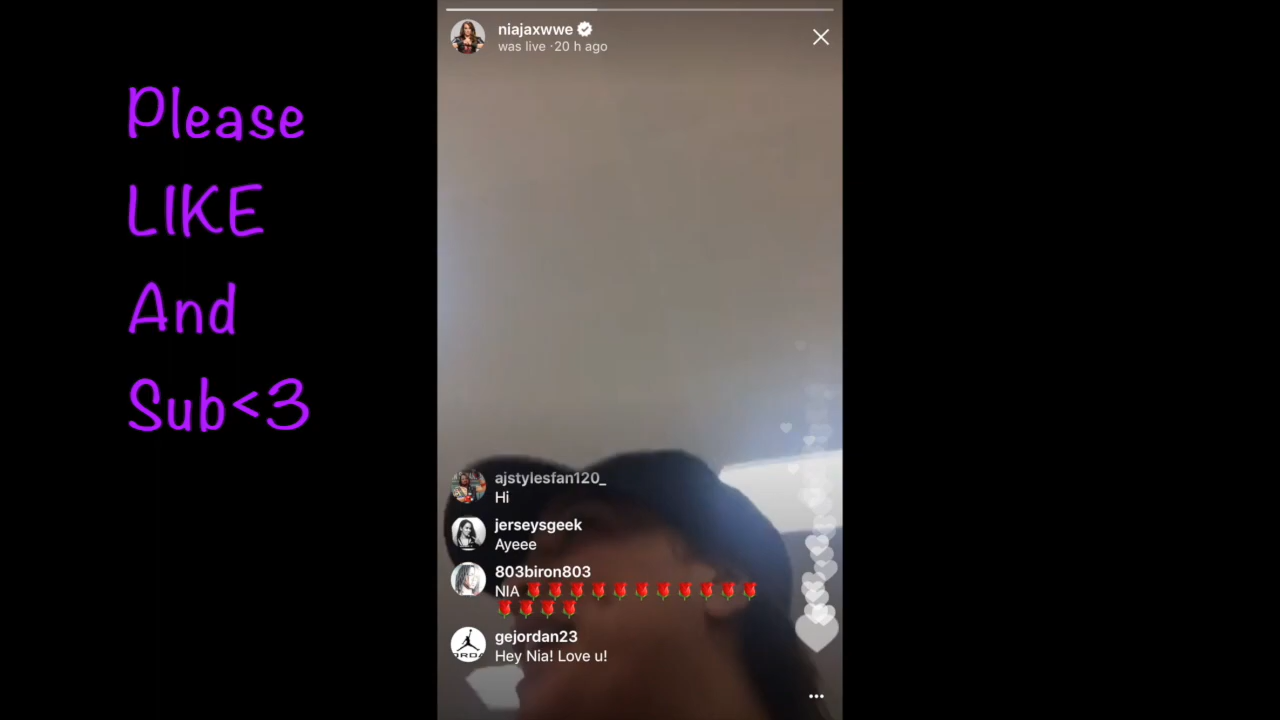 niajaxwwe
was live · 20 h ago
Please
LIKE
And
Sub<3
ajstylesfan120_
Hi
jerseysgeek
Ayeee
803biron803
NIA 🌹🌹🌹🌹🌹🌹🌹🌹🌹🌹🌹
🌹🌹🌹🌹
gejordan23
Hey Nia! Love u!